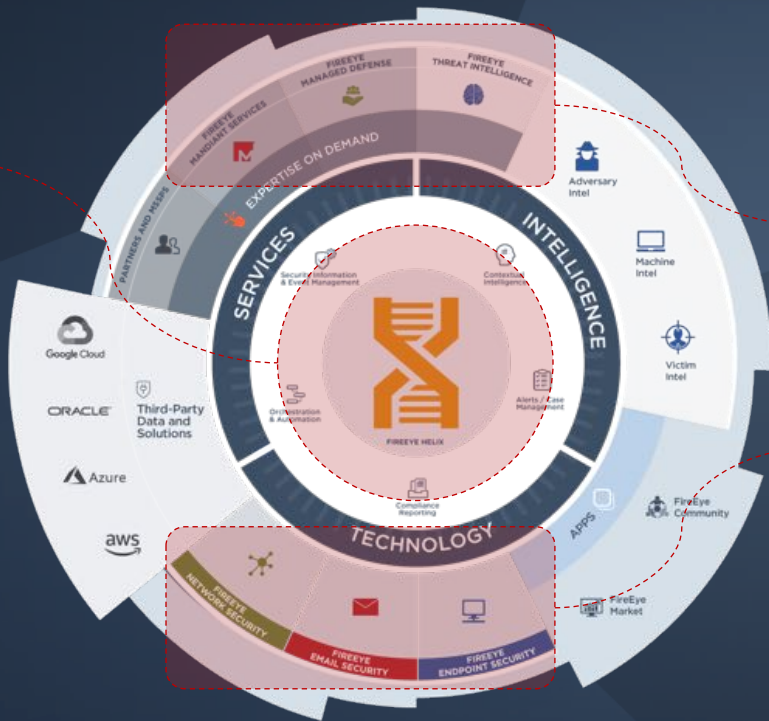 FIREEYE
MANDIANT SERVICES
FIREEYE
MANAGED DEFENSE
FIREEYE
THREAT INTELLIGENCE
PARTNERS AND MSSPS
EXPERTISE ON DEMAND
Adversary
Intel
Machine
Intel
Victim
Intel
SERVICES
INTELLIGENCE
TECHNOLOGY
Security Information
& Event Management
Contextual
Intelligence
Orchestration
& Automation
Alerts / Case
Management
FIREEYE HELIX
Compliance
Reporting
Google Cloud
ORACLE
Azure
aws
Third-Party
Data and
Solutions
APPS
FireEye
Community
FireEye
Market
FIREEYE
NETWORK SECURITY
FIREEYE
EMAIL SECURITY
FIREEYE
ENDPOINT SECURITY